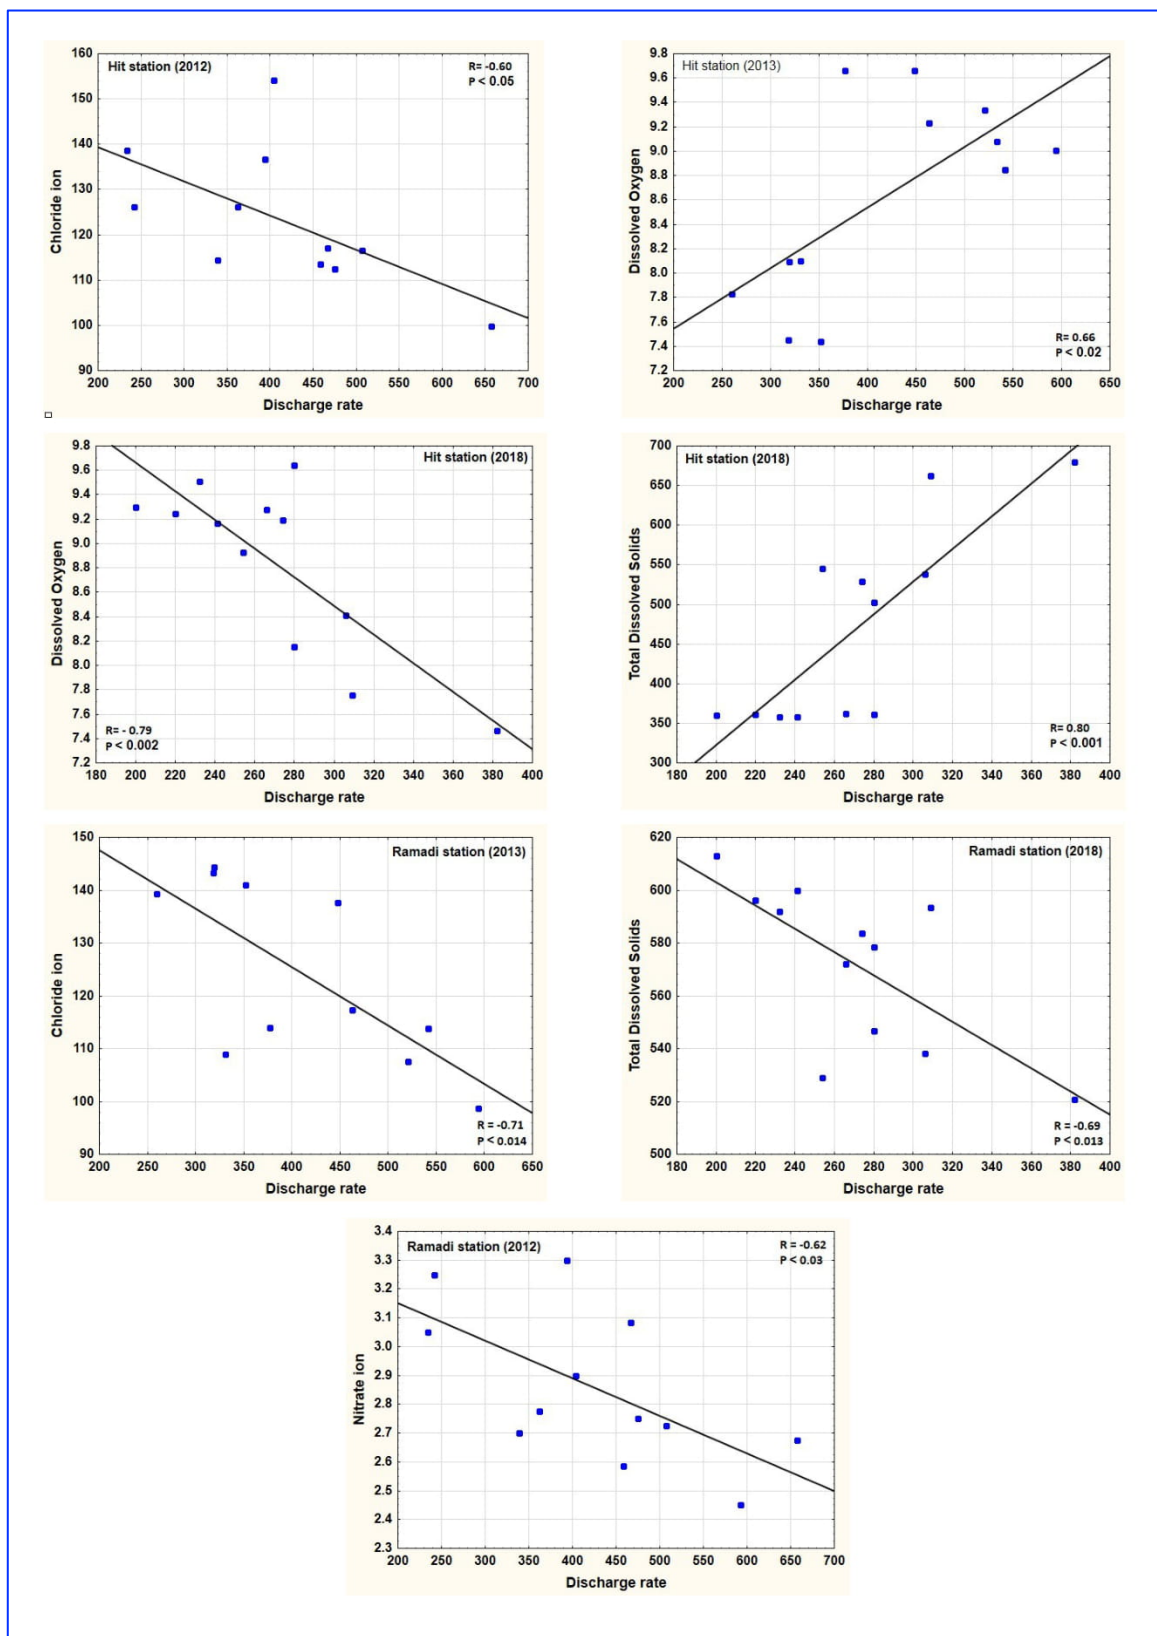 Hit station (2012)
R= -0.60
P < 0.05
160
150
140
130
120
110
100
90
Chloride ion
200 250 300 350 400 450 500 550 600 650 700
Discharge rate
Hit station (2013)
9.8
9.6
9.4
9.2
9.0
8.8
8.6
8.4
8.2
8.0
7.8
7.6
7.4
7.2
Dissolved Oxygen
R= 0.66
P < 0.02
200 250 300 350 400 450 500 550 600 650
Discharge rate
Hit station (2018)
9.8
9.6
9.4
9.2
9.0
8.8
8.6
8.4
8.2
8.0
7.8
7.6
7.4
7.2
Dissolved Oxygen
R= - 0.79
P < 0.002
180 200 220 240 260 280 300 320 340 360 380 400
Discharge rate
Hit station (2018)
700
650
600
550
500
450
400
350
300
Total Dissolved Solids
R= 0.80
P < 0.001
180 200 220 240 260 280 300 320 340 360 380 400
Discharge rate
Ramadi station (2013)
150
140
130
120
110
100
90
Chloride ion
R = -0.71
P < 0.014
200 250 300 350 400 450 500 550 600 650
Discharge rate
Ramadi station (2018)
620
600
580
560
540
520
500
Total Dissolved Solids
R = -0.69
P < 0.013
180 200 220 240 260 280 300 320 340 360 380 400
Discharge rate
Ramadi station (2012)
R = -0.62
P < 0.03
3.4
3.3
3.2
3.1
3.0
2.9
2.8
2.7
2.6
2.5
2.4
2.3
Nitrate ion
200 250 300 350 400 450 500 550 600 650 700
Discharge rate